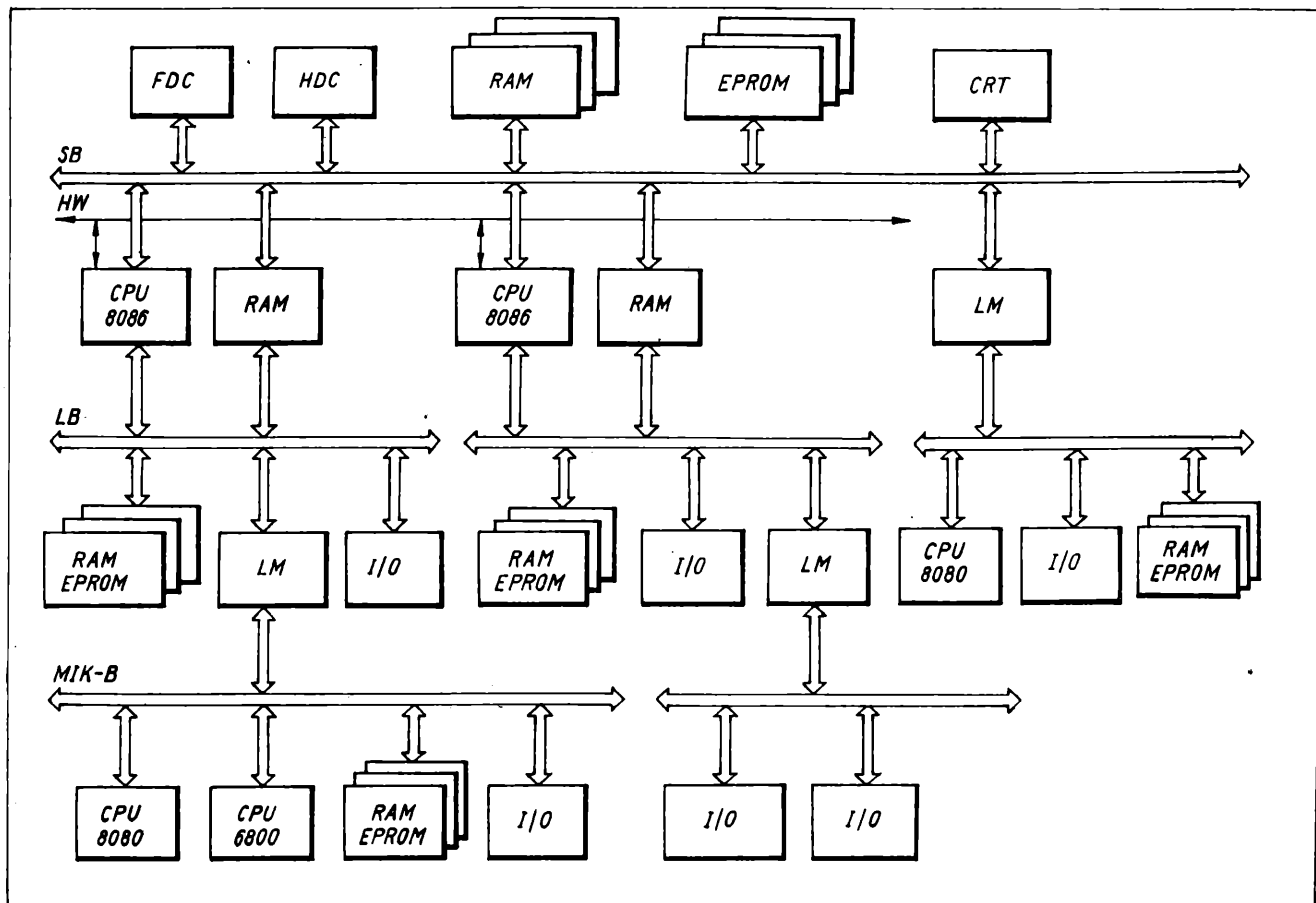 FDC
HDC
RAM
EPROM
CRT
SB
HW
CPU
8086
RAM
CPU
8086
RAM
LM
LB
RAM
EPROM
LM
I/O
RAM
EPROM
I/O
LM
CPU
8080
I/O
RAM
EPROM
MIK-B
CPU
8080
CPU
6800
RAM
EPROM
I/O
I/O
I/O